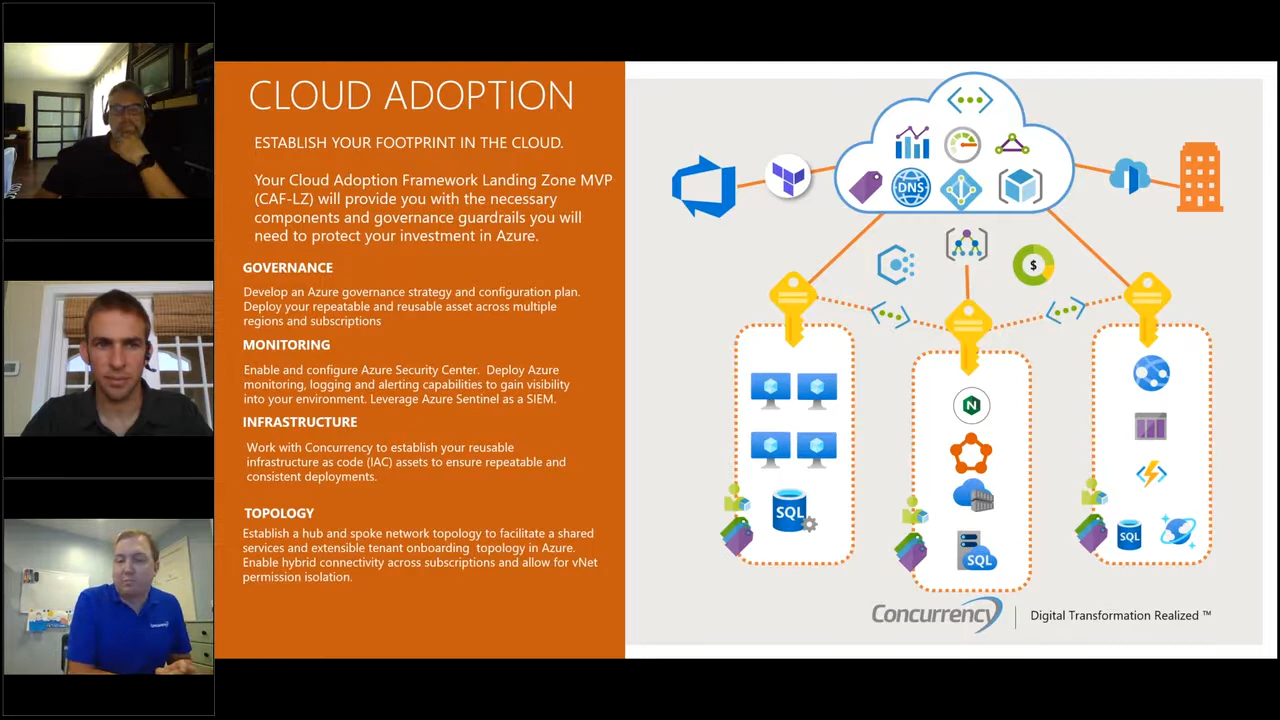 CLOUD ADOPTION
ESTABLISH YOUR FOOTPRINT IN THE CLOUD.
Your Cloud Adoption Framework Landing Zone MVP
(CAF-LZ) will provide you with the necessary
components and governance guardrails you will
need to protect your investment in Azure.
GOVERNANCE
Develop an Azure governance strategy and configuration plan.
Deploy your repeatable and reusable asset across multiple
regions and subscriptions
MONITORING
Enable and configure Azure Security Center. Deploy Azure
monitoring, logging and alerting capabilities to gain visibility
into your environment. Leverage Azure Sentinel as a SIEM.
INFRASTRUCTURE
Work with Concurrency to establish your reusable
infrastructure as code (IAC) assets to ensure repeatable and
consistent deployments.
TOPOLOGY
Establish a hub and spoke network topology to facilitate a shared
services and extensible tenant onboarding topology in Azure.
Enable hybrid connectivity across subscriptions and allow for vNet
permission isolation.
DNS
$
N
SQL
SQL
SQL
Concurrency
Digital Transformation Realized ™
Concurrency